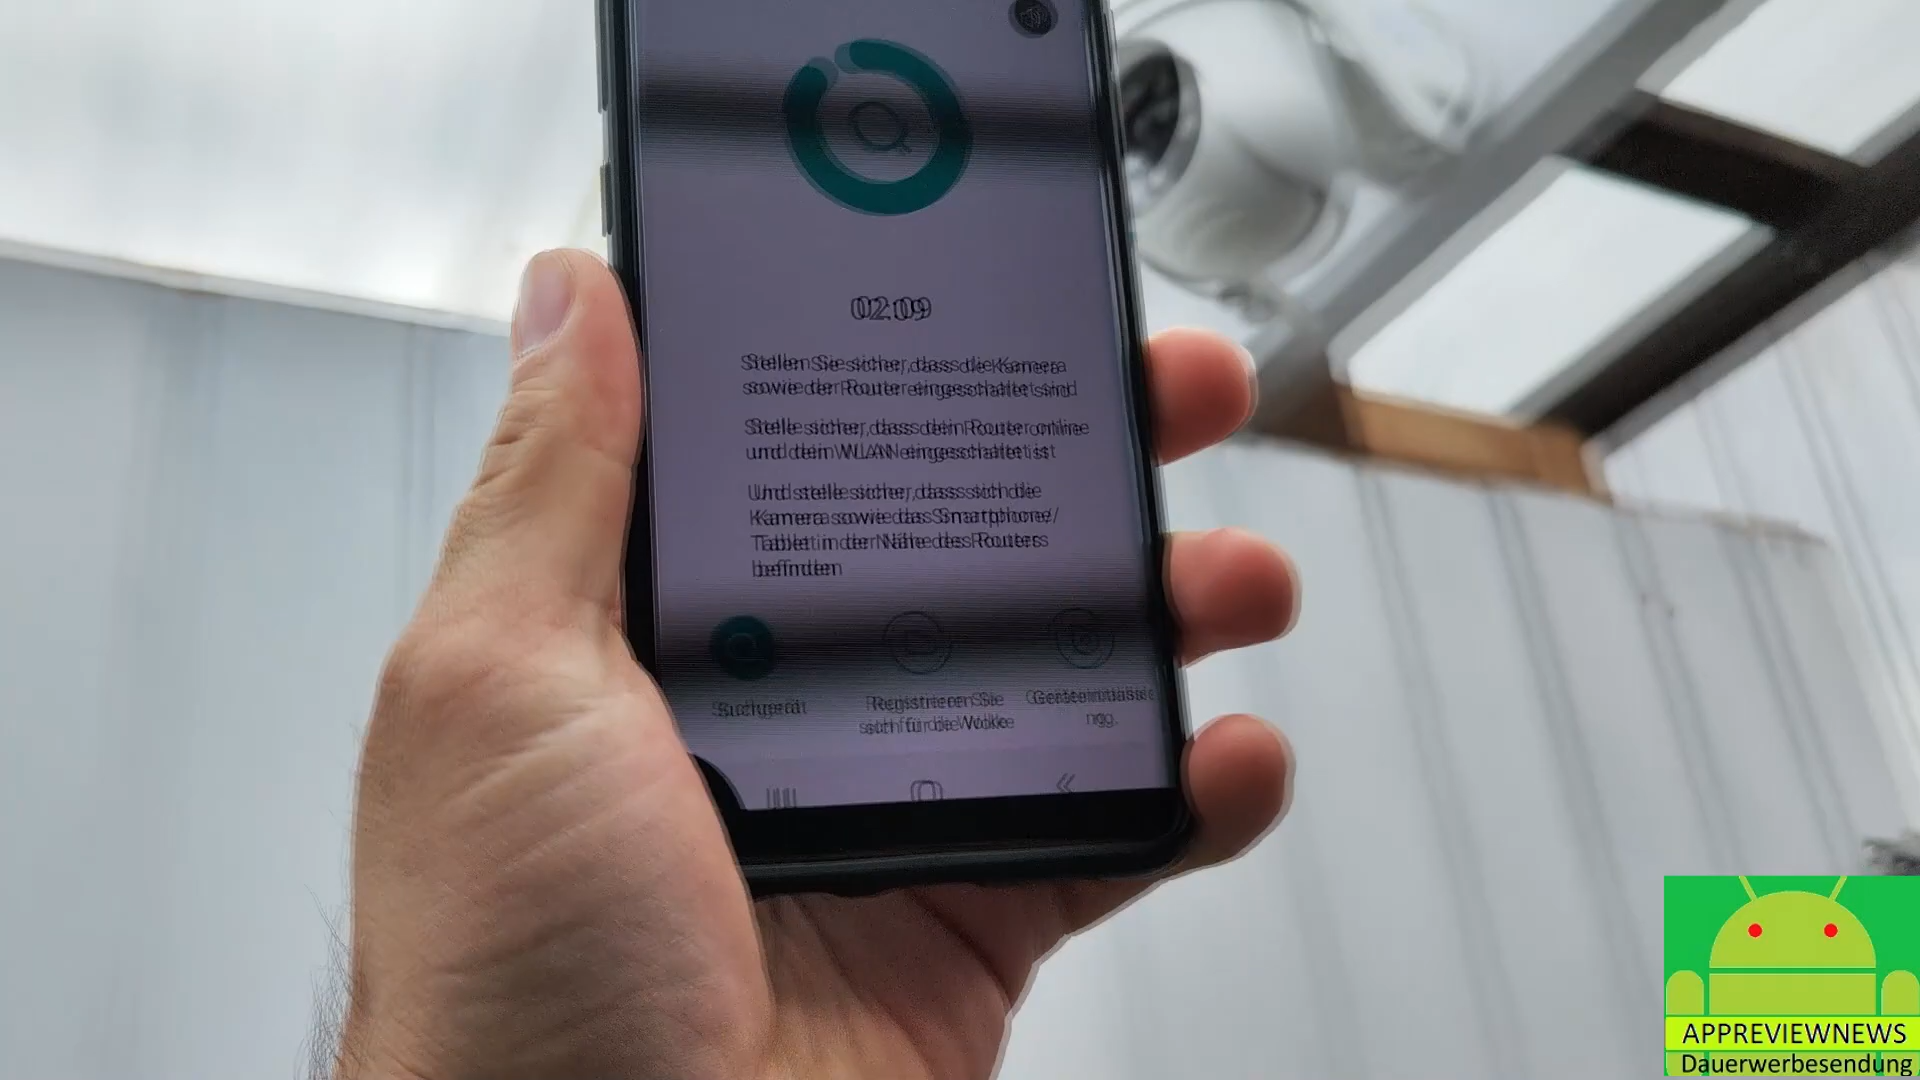 02:09
Stellen Sie sicher, dass die Kamera
sowie der Router eingeschaltet sind
Stelle sicher, dass dein Router online
und dein WLAN eingeschaltet ist
Und stelle sicher, dass sich die
Kamera sowie das Smartphone/
Tablet in der Nähe des Routers
befinden
Suchgerät
Registrieren Sie
sich für die Wolke
ng.
APPREVIEWNEWS
Dauerwerbesendung